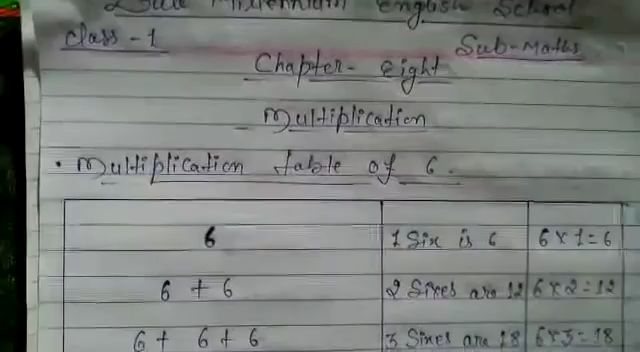 Millennium English School
Class - 1 Sub-Maths
Chapter- eight
Multiplication
• Multiplication table of 6.
6 1 Six is 6 6 × 1 = 6
6 + 6 2 Sixes are 12 6 × 2 = 12
6 + 6 + 6 3 Sixes are 18 6 × 3 = 18